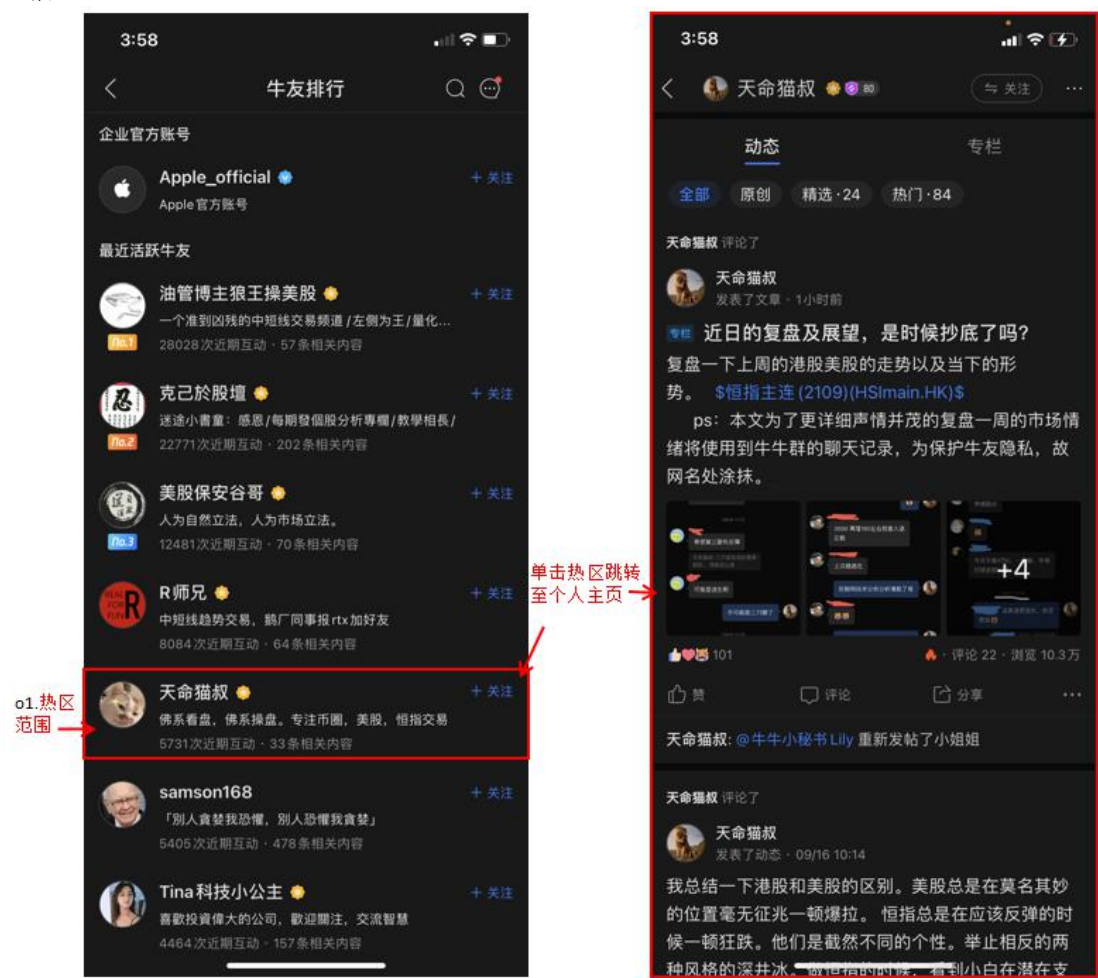 3:58
牛友排行
企业官方账号
Apple_official
+ 关注
Apple官方账号
最近活跃牛友
油管博主狼王操美股
+ 关注
一个准到凶残的中短线交易频道/左侧为王/量化...
No.1
28028次近期互动 · 57条相关内容
克己於股壇
+ 关注
迷途小書童：感恩/每期發個股分析專欄/教學相長/
No.2
22771次近期互动 · 202条相关内容
美股保安谷哥
+ 关注
人为自然立法，人为市场立法。
No.3
12481次近期互动 · 70条相关内容
R师兄
+ 关注
中短线趋势交易，鹅厂同事报rtx加好友
8084次近期互动 · 64条相关内容
o1.热区
范围
天命猫叔
+ 关注
佛系看盘，佛系操盘。专注币圈，美股，恒指交易
5731次近期互动 · 33条相关内容
samson168
+ 关注
「別人貪婪我恐懼，別人恐懼我貪婪」
5405次近期互动 · 478条相关内容
Tina科技小公主
+ 关注
喜歡投資偉大的公司，歡迎關注，交流智慧
4464次近期互动 · 157条相关内容
单击热区跳转
至个人主页
3:58
天命猫叔
80
关注
动态
专栏
全部
原创
精选·24
热门·84
天命猫叔 评论了
天命猫叔
发表了文章 · 1小时前
专栏 近日的复盘及展望，是时候抄底了吗？
复盘一下上周的港股美股的走势以及当下的形
势。 $恒指主连(2109)(HSImain.HK)$
ps：本文为了更详细声情并茂的复盘一周的市场情
绪将使用到牛牛群的聊天记录，为保护牛友隐私，故
网名处涂抹。
+4
101
· 评论 22 · 浏览 10.3万
赞
评论
分享
天命猫叔: @牛牛小秘书Lily 重新发帖了小姐姐
天命猫叔 评论了
天命猫叔
发表了动态 · 09/16 10:14
我总结一下港股和美股的区别。美股总是在莫名其妙
的位置毫无征兆一顿爆拉。 恒指总是在应该反弹的时
候一顿狂跌。他们是截然不同的个性。举止相反的两
种风格的深井冰。做恒指的时候，看到小白在潜在支